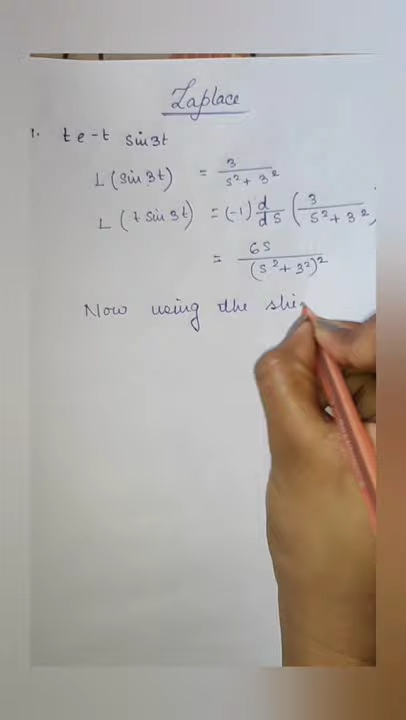 Laplace
1. t e-t sin3t
L (sin 3t) = 3 / s² + 3²
L (t sin 3t) = (-1) d/ds ( 3 / s² + 3² )
= 6s / (s² + 3²)²
Now using the shi